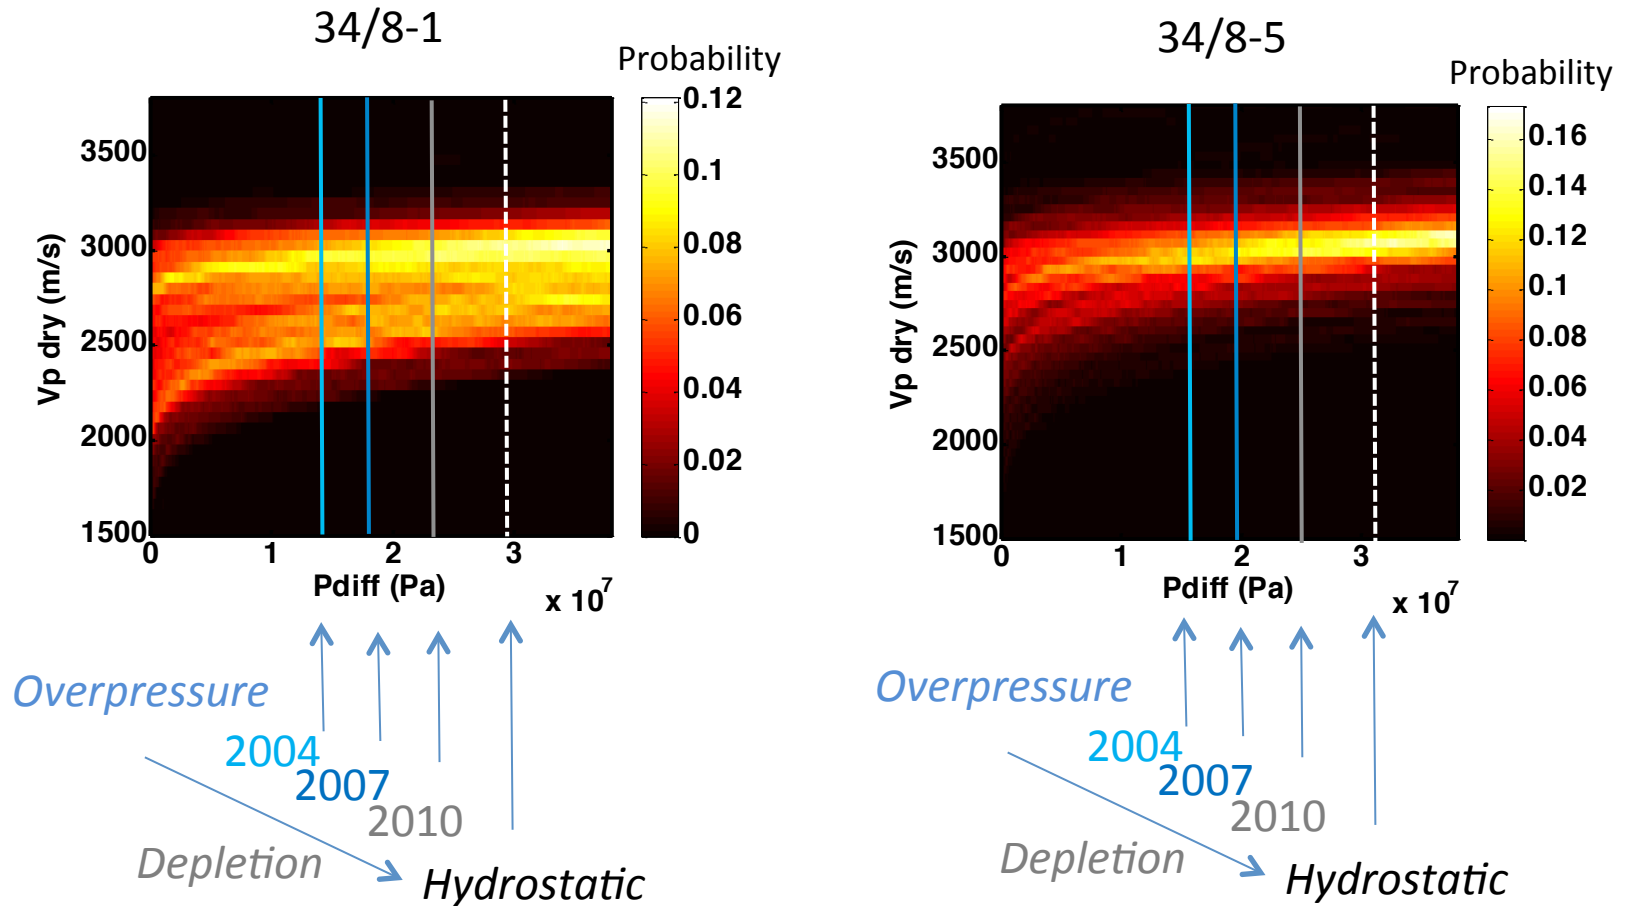 34/8-1
Probability
0.12
0.1
0.08
0.06
0.04
0.02
0
3500
3000
2500
2000
1500
Vp dry (m/s)
0 1 2 3
Pdiff (Pa)
x 10^7
Overpressure
2004
2007
2010
Depletion
Hydrostatic
34/8-5
Probability
0.16
0.14
0.12
0.1
0.08
0.06
0.04
0.02
3500
3000
2500
2000
1500
Vp dry (m/s)
0 1 2 3
Pdiff (Pa)
x 10^7
Overpressure
2004
2007
2010
Depletion
Hydrostatic